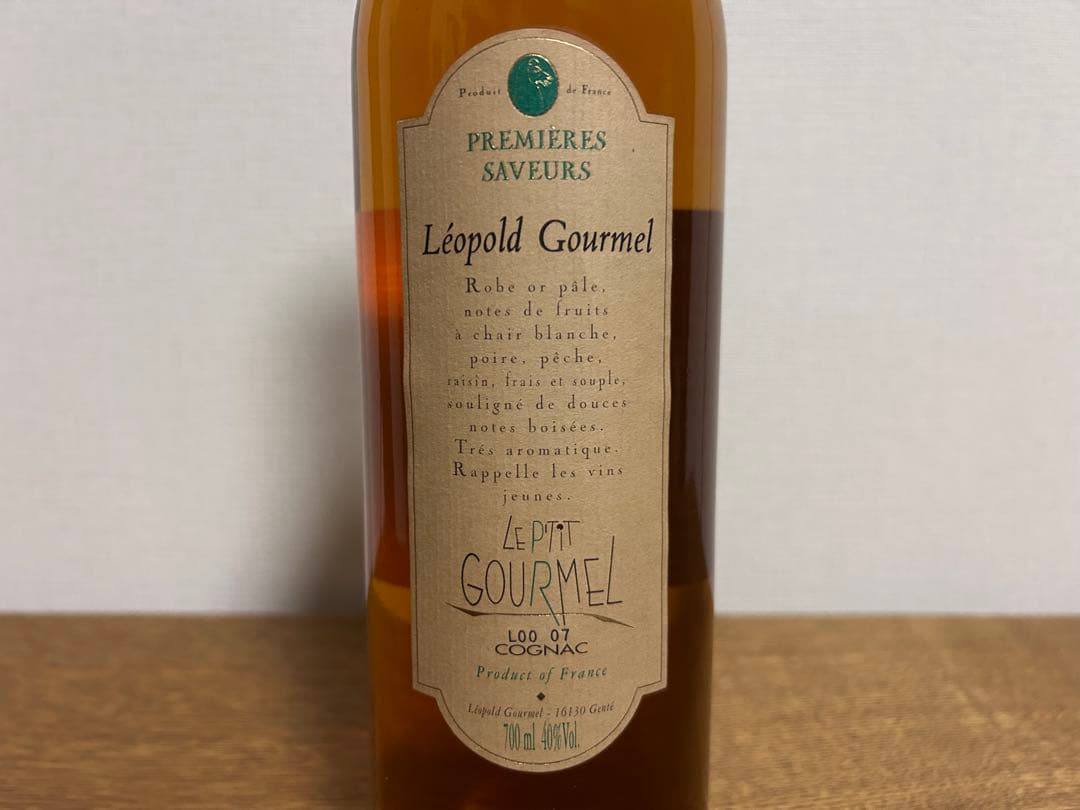 Produit de France
PREMIÈRES
SAVEURS
Léopold Gourmel
Robe or pâle,
notes de fruits
à chair blanche,
poire, pêche,
raisin, frais et souple,
souligné de douces
notes boisées.
Trés aromatique.
Rappelle les vins
jeunes.
LE P'TIT
GOURMEL
L00 07
COGNAC
Product of France
Léopold Gourmel - 16130 Genté
700 ml 40% Vol.